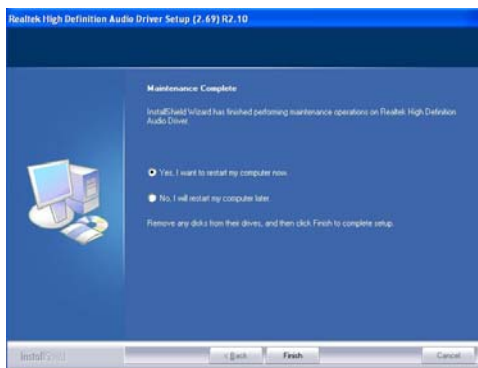 Realtek High Definition Audio Driver Setup (2.69) R2.10
Maintenance Complete
InstallShield Wizard has finished performing maintenance operations on Realtek High Definition
Audio Driver.
Yes, I want to restart my computer now.
No, I will restart my computer later.
Remove any disks from their drives, and then click Finish to complete setup.
InstallShield
< Back
Finish
Cancel